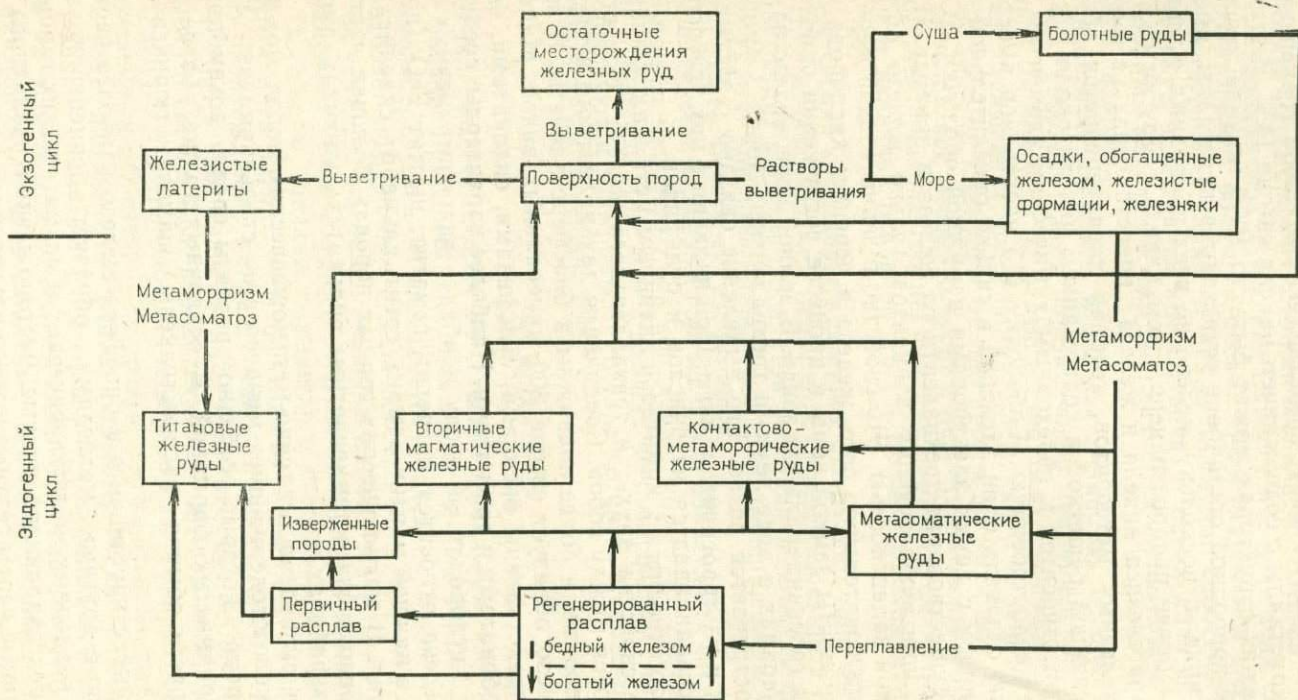 Экзогенный
цикл
Эндогенный
цикл
Остаточные
месторождения
железных руд
Суша
Болотные руды
Выветривание
Железистые
латериты
Выветривание
Поверхность пород
Растворы
выветривания
Море
Осадки, обогащенные
железом, железистые
формации, железняки
Метаморфизм
Метасоматоз
Метаморфизм
Метасоматоз
Титановые
железные
руды
Вторичные
магматические
железные руды
Контактово-
метаморфические
железные руды
Изверженные
породы
Метасоматические
железные
руды
Первичный
расплав
Регенерированный
расплав
бедный железом
богатый железом
Переплавление